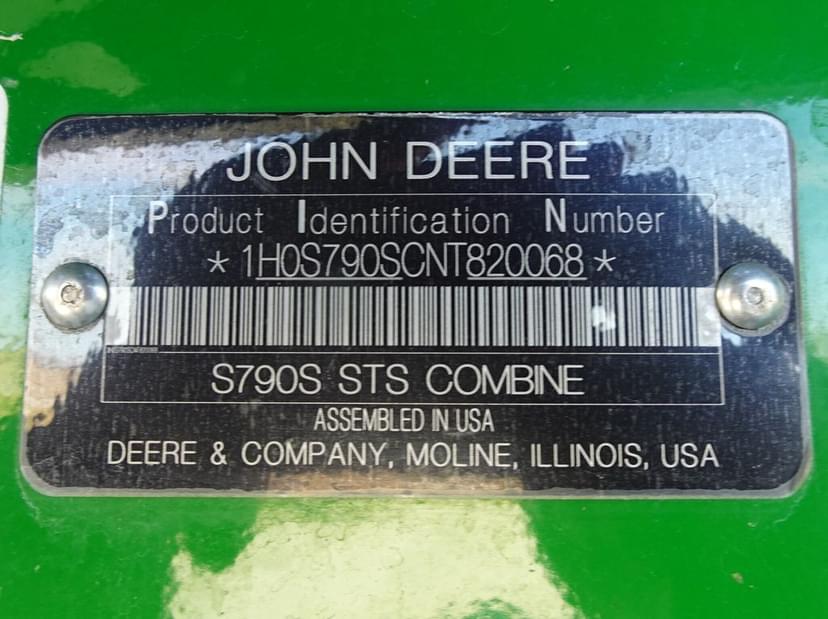 JOHN DEERE
Product Identification Number
*1H0S790SCNT820068*
S790S STS COMBINE
ASSEMBLED IN USA
DEERE & COMPANY, MOLINE, ILLINOIS, USA